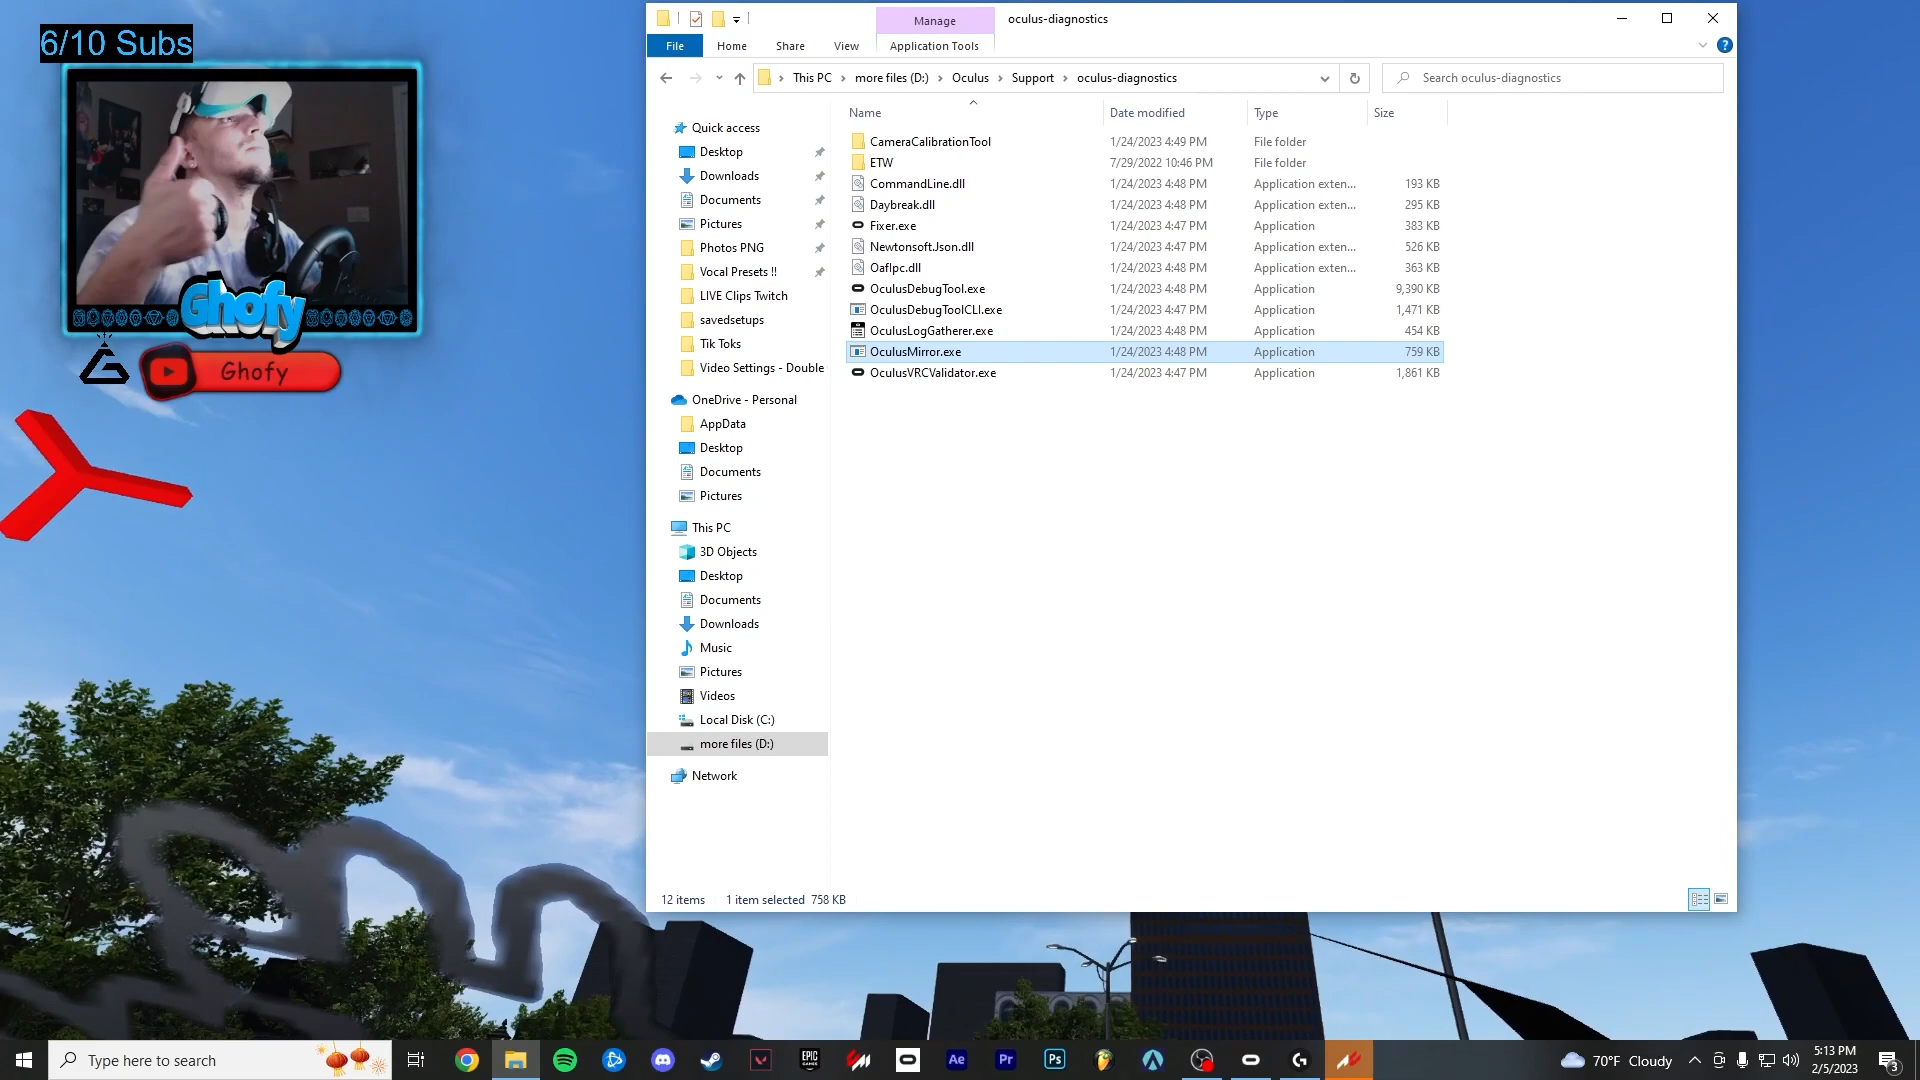 6/10 Subs
Ghofy
Ghofy
Manage
oculus-diagnostics
File
Home
Share
View
Application Tools
This PC
more files (D:)
Oculus
Support
oculus-diagnostics
Search oculus-diagnostics
Quick access
Desktop
Downloads
Documents
Pictures
Photos PNG
Vocal Presets !!
LIVE Clips Twitch
savedsetups
Tik Toks
Video Settings - Double
OneDrive - Personal
AppData
Desktop
Documents
Pictures
This PC
3D Objects
Desktop
Documents
Downloads
Music
Pictures
Videos
Local Disk (C:)
more files (D:)
Network
Name Date modified Type Size
CameraCalibrationTool 1/24/2023 4:49 PM File folder
ETW 7/29/2022 10:46 PM File folder
CommandLine.dll 1/24/2023 4:48 PM Application exten... 193 KB
Daybreak.dll 1/24/2023 4:48 PM Application exten... 295 KB
Fixer.exe 1/24/2023 4:47 PM Application 383 KB
Newtonsoft.Json.dll 1/24/2023 4:47 PM Application exten... 526 KB
OafIpc.dll 1/24/2023 4:48 PM Application exten... 363 KB
OculusDebugTool.exe 1/24/2023 4:48 PM Application 9,390 KB
OculusDebugToolCLI.exe 1/24/2023 4:47 PM Application 1,471 KB
OculusLogGatherer.exe 1/24/2023 4:48 PM Application 454 KB
OculusMirror.exe 1/24/2023 4:48 PM Application 759 KB
OculusVRCValidator.exe 1/24/2023 4:47 PM Application 1,861 KB
12 items
1 item selected 758 KB
Type here to search
EPIC GAMES
Ae
Pr
Ps
70°F Cloudy
5:13 PM
2/5/2023
3